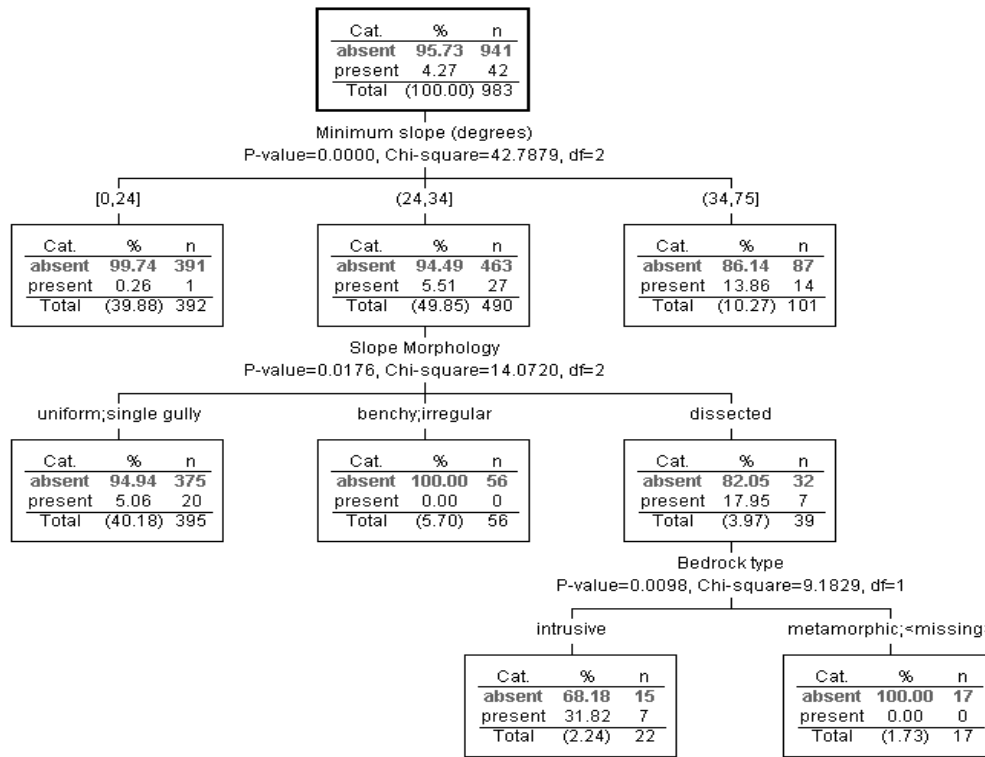 Cat. % n
absent 95.73 941
present 4.27 42
Total (100.00) 983
Minimum slope (degrees)
P-value=0.0000, Chi-square=42.7879, df=2
[0,24] (24,34] (34,75]
Cat. % n
absent 99.74 391
present 0.26 1
Total (39.88) 392
Cat. % n
absent 94.49 463
present 5.51 27
Total (49.85) 490
Cat. % n
absent 86.14 87
present 13.86 14
Total (10.27) 101
Slope Morphology
P-value=0.0176, Chi-square=14.0720, df=2
uniform;single gully benchy;irregular dissected
Cat. % n
absent 94.94 375
present 5.06 20
Total (40.18) 395
Cat. % n
absent 100.00 56
present 0.00 0
Total (5.70) 56
Cat. % n
absent 82.05 32
present 17.95 7
Total (3.97) 39
Bedrock type
P-value=0.0098, Chi-square=9.1829, df=1
intrusive metamorphic;<missing>
Cat. % n
absent 68.18 15
present 31.82 7
Total (2.24) 22
Cat. % n
absent 100.00 17
present 0.00 0
Total (1.73) 17